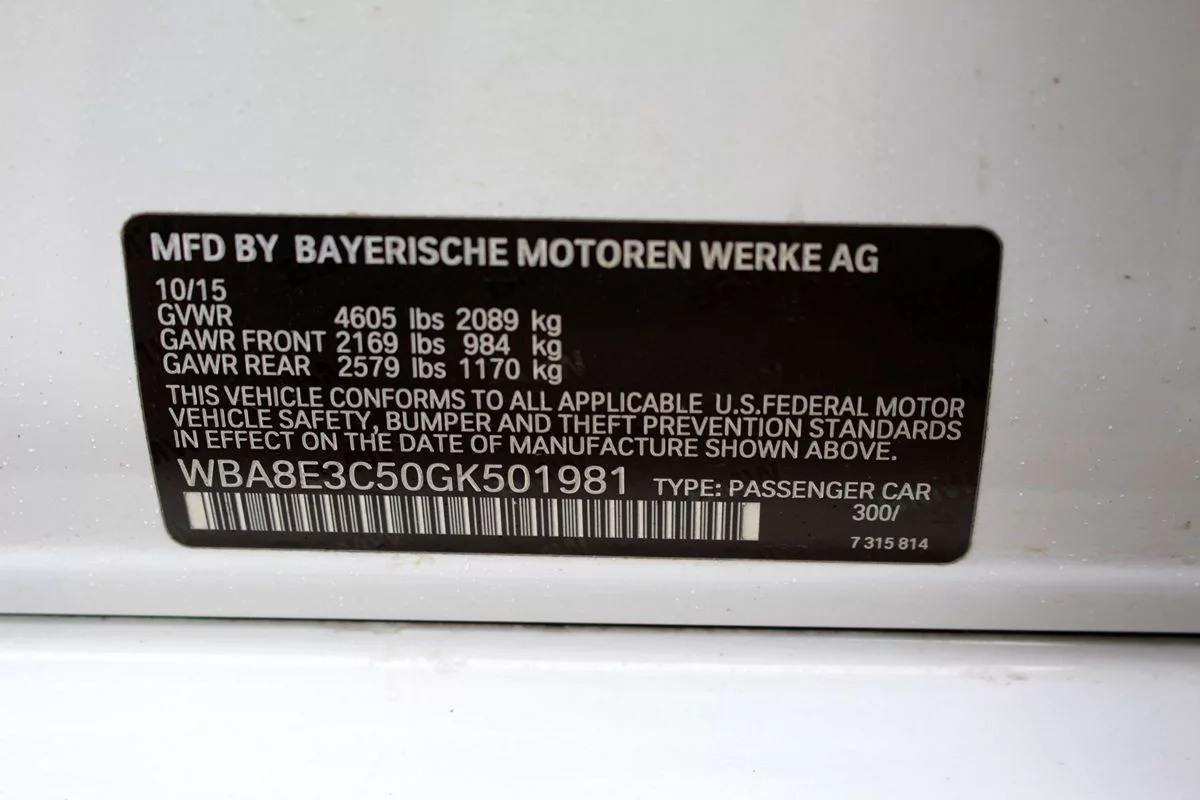 MFD BY BAYERISCHE MOTOREN WERKE AG
10/15
GVWR 4605 lbs 2089 kg
GAWR FRONT 2169 lbs 984 kg
GAWR REAR 2579 lbs 1170 kg
THIS VEHICLE CONFORMS TO ALL APPLICABLE U.S.FEDERAL MOTOR
VEHICLE SAFETY, BUMPER AND THEFT PREVENTION STANDARDS
IN EFFECT ON THE DATE OF MANUFACTURE SHOWN ABOVE.
WBA8E3C50GK501981 TYPE: PASSENGER CAR
300/
7 315 814